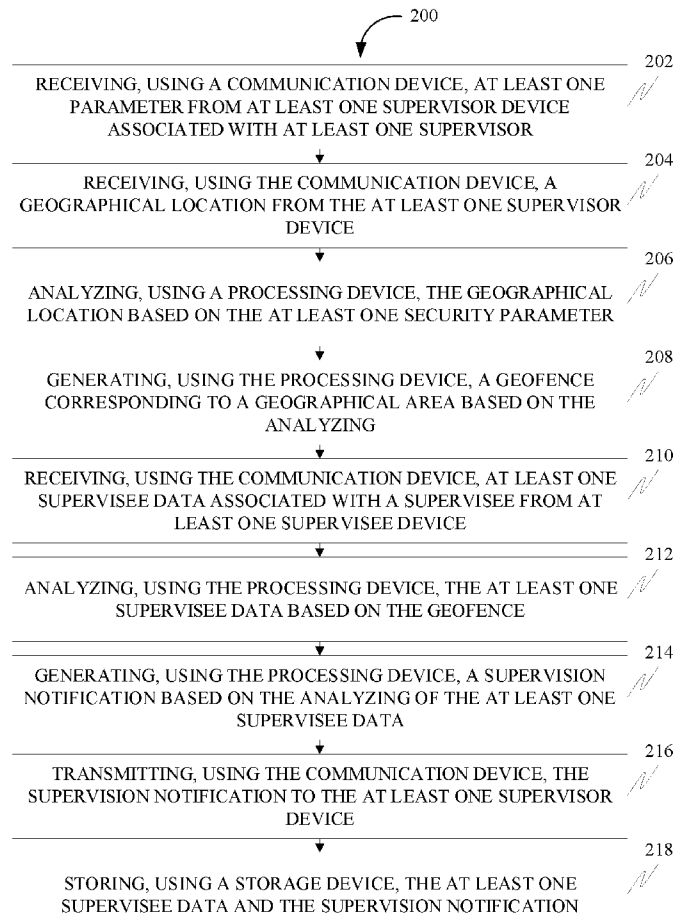 200
202
RECEIVING, USING A COMMUNICATION DEVICE, AT LEAST ONE
PARAMETER FROM AT LEAST ONE SUPERVISOR DEVICE
ASSOCIATED WITH AT LEAST ONE SUPERVISOR
204
RECEIVING, USING THE COMMUNICATION DEVICE, A
GEOGRAPHICAL LOCATION FROM THE AT LEAST ONE SUPERVISOR
DEVICE
206
ANALYZING, USING A PROCESSING DEVICE, THE GEOGRAPHICAL
LOCATION BASED ON THE AT LEAST ONE SECURITY PARAMETER
208
GENERATING, USING THE PROCESSING DEVICE, A GEOFENCE
CORRESPONDING TO A GEOGRAPHICAL AREA BASED ON THE
ANALYZING
210
RECEIVING, USING THE COMMUNICATION DEVICE, AT LEAST ONE
SUPERVISEE DATA ASSOCIATED WITH A SUPERVISEE FROM AT
LEAST ONE SUPERVISEE DEVICE
212
ANALYZING, USING THE PROCESSING DEVICE, THE AT LEAST ONE
SUPERVISEE DATA BASED ON THE GEOFENCE
214
GENERATING, USING THE PROCESSING DEVICE, A SUPERVISION
NOTIFICATION BASED ON THE ANALYZING OF THE AT LEAST ONE
SUPERVISEE DATA
216
TRANSMITTING, USING THE COMMUNICATION DEVICE, THE
SUPERVISION NOTIFICATION TO THE AT LEAST ONE SUPERVISOR
DEVICE
218
STORING, USING A STORAGE DEVICE, THE AT LEAST ONE
SUPERVISEE DATA AND THE SUPERVISION NOTIFICATION